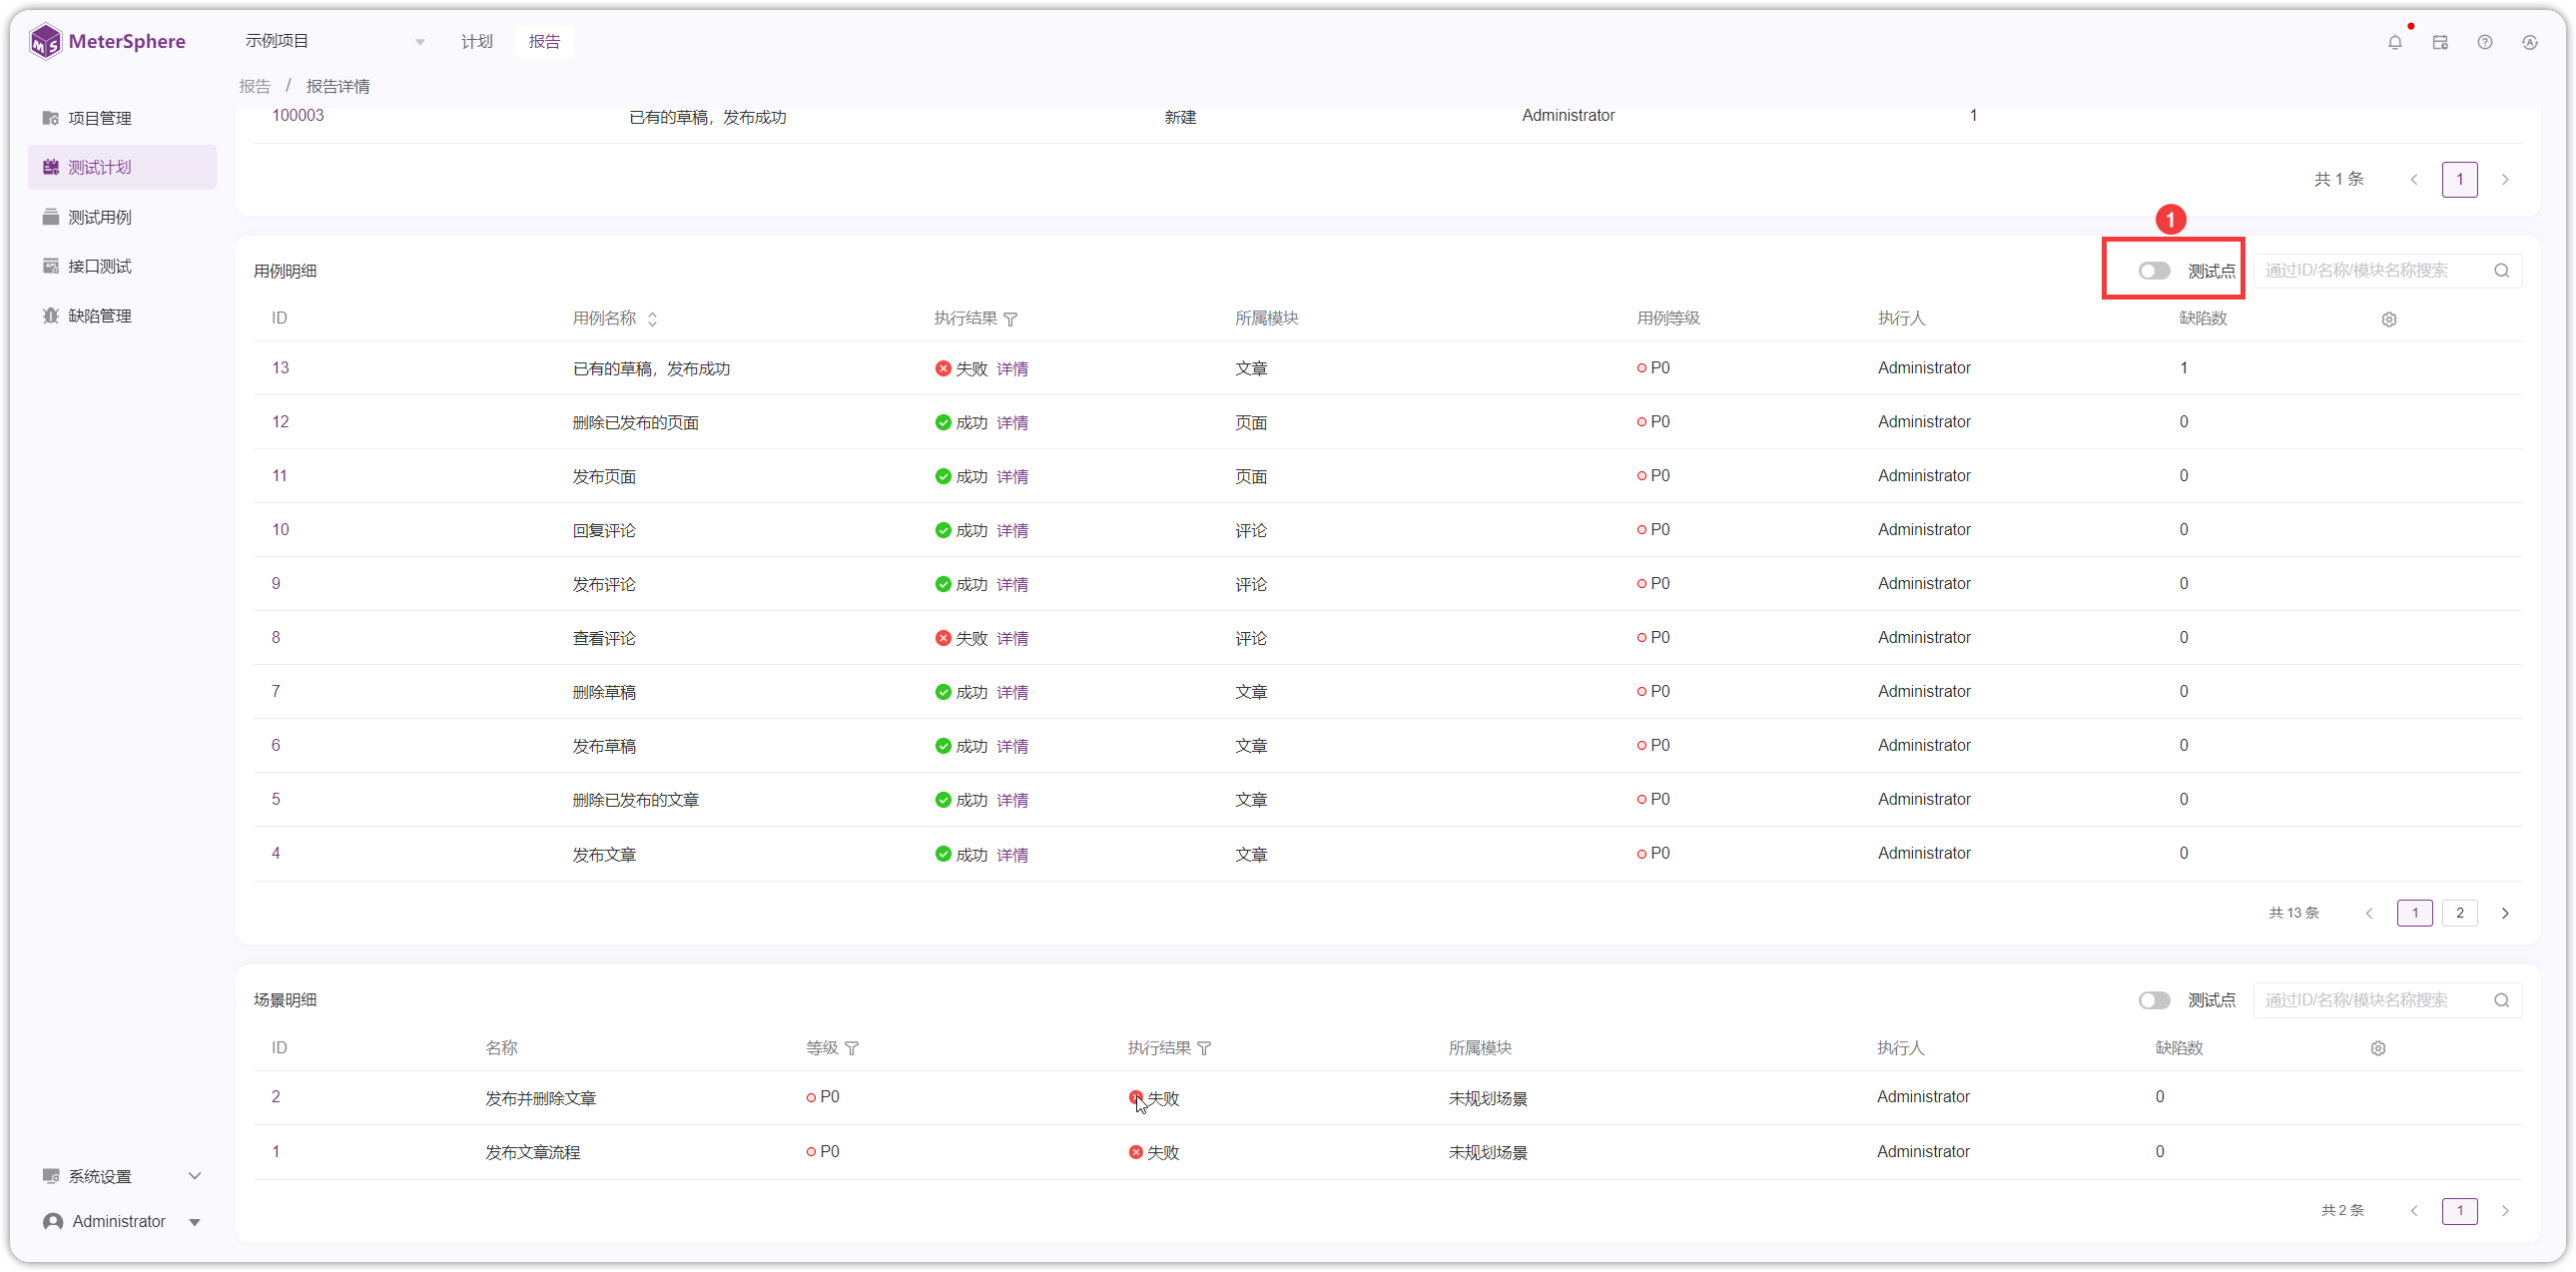 MeterSphere 示例项目 计划 报告
报告 / 报告详情
项目管理
测试计划
测试用例
接口测试
缺陷管理
系统设置
Administrator
100003 已有的草稿，发布成功 新建 Administrator 1
共 1 条 1
1
用例明细 测试点 通过ID/名称/模块名称搜索
ID 用例名称 执行结果 所属模块 用例等级 执行人 缺陷数
13 已有的草稿，发布成功 失败 详情 文章 P0 Administrator 1
12 删除已发布的页面 成功 详情 页面 P0 Administrator 0
11 发布页面 成功 详情 页面 P0 Administrator 0
10 回复评论 成功 详情 评论 P0 Administrator 0
9 发布评论 成功 详情 评论 P0 Administrator 0
8 查看评论 失败 详情 评论 P0 Administrator 0
7 删除草稿 成功 详情 文章 P0 Administrator 0
6 发布草稿 成功 详情 文章 P0 Administrator 0
5 删除已发布的文章 成功 详情 文章 P0 Administrator 0
4 发布文章 成功 详情 文章 P0 Administrator 0
共 13 条 1 2
场景明细 测试点 通过ID/名称/模块名称搜索
ID 名称 等级 执行结果 所属模块 执行人 缺陷数
2 发布并删除文章 P0 失败 未规划场景 Administrator 0
1 发布文章流程 P0 失败 未规划场景 Administrator 0
共 2 条 1